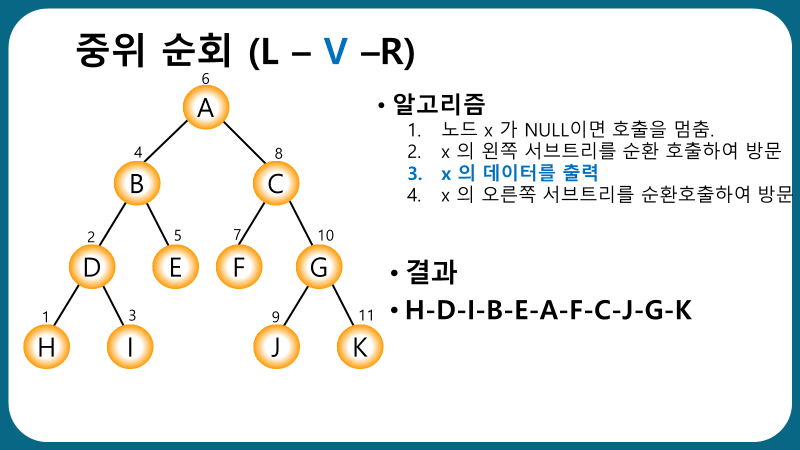 중위 순회 (L – V –R)
6
A
4
8
B
C
2
5
7
10
D
E
F
G
1
3
9
11
H
I
J
K
• 알고리즘
1. 노드 x 가 NULL이면 호출을 멈춤.
2. x 의 왼쪽 서브트리를 순환 호출하여 방문
3. x 의 데이터를 출력
4. x 의 오른쪽 서브트리를 순환호출하여 방문
• 결과
• H-D-I-B-E-A-F-C-J-G-K